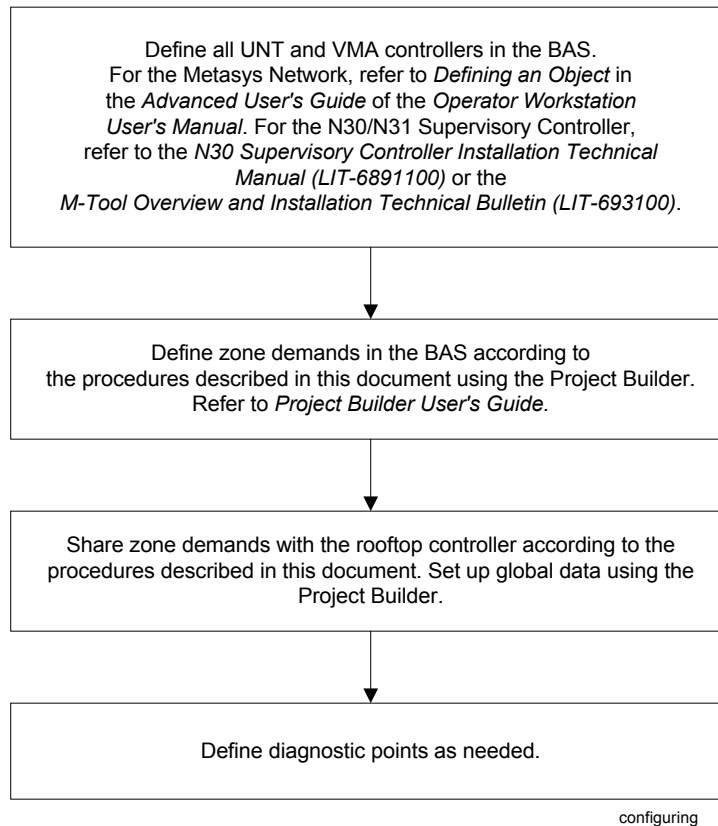 Define all UNT and VMA controllers in the BAS.
For the Metasys Network, refer to Defining an Object in
the Advanced User's Guide of the Operator Workstation
User's Manual. For the N30/N31 Supervisory Controller,
refer to the N30 Supervisory Controller Installation Technical
Manual (LIT-6891100) or the
M-Tool Overview and Installation Technical Bulletin (LIT-693100).
Define zone demands in the BAS according to
the procedures described in this document using the Project Builder.
Refer to Project Builder User's Guide.
Share zone demands with the rooftop controller according to the
procedures described in this document. Set up global data using the
Project Builder.
Define diagnostic points as needed.
configuring